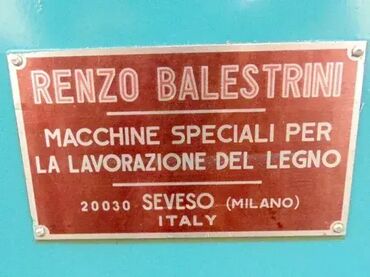 RENZO BALESTRINI
MACCHINE SPECIALI PER
LA LAVORAZIONE DEL LEGNO
20030 SEVESO (MILANO)
ITALY